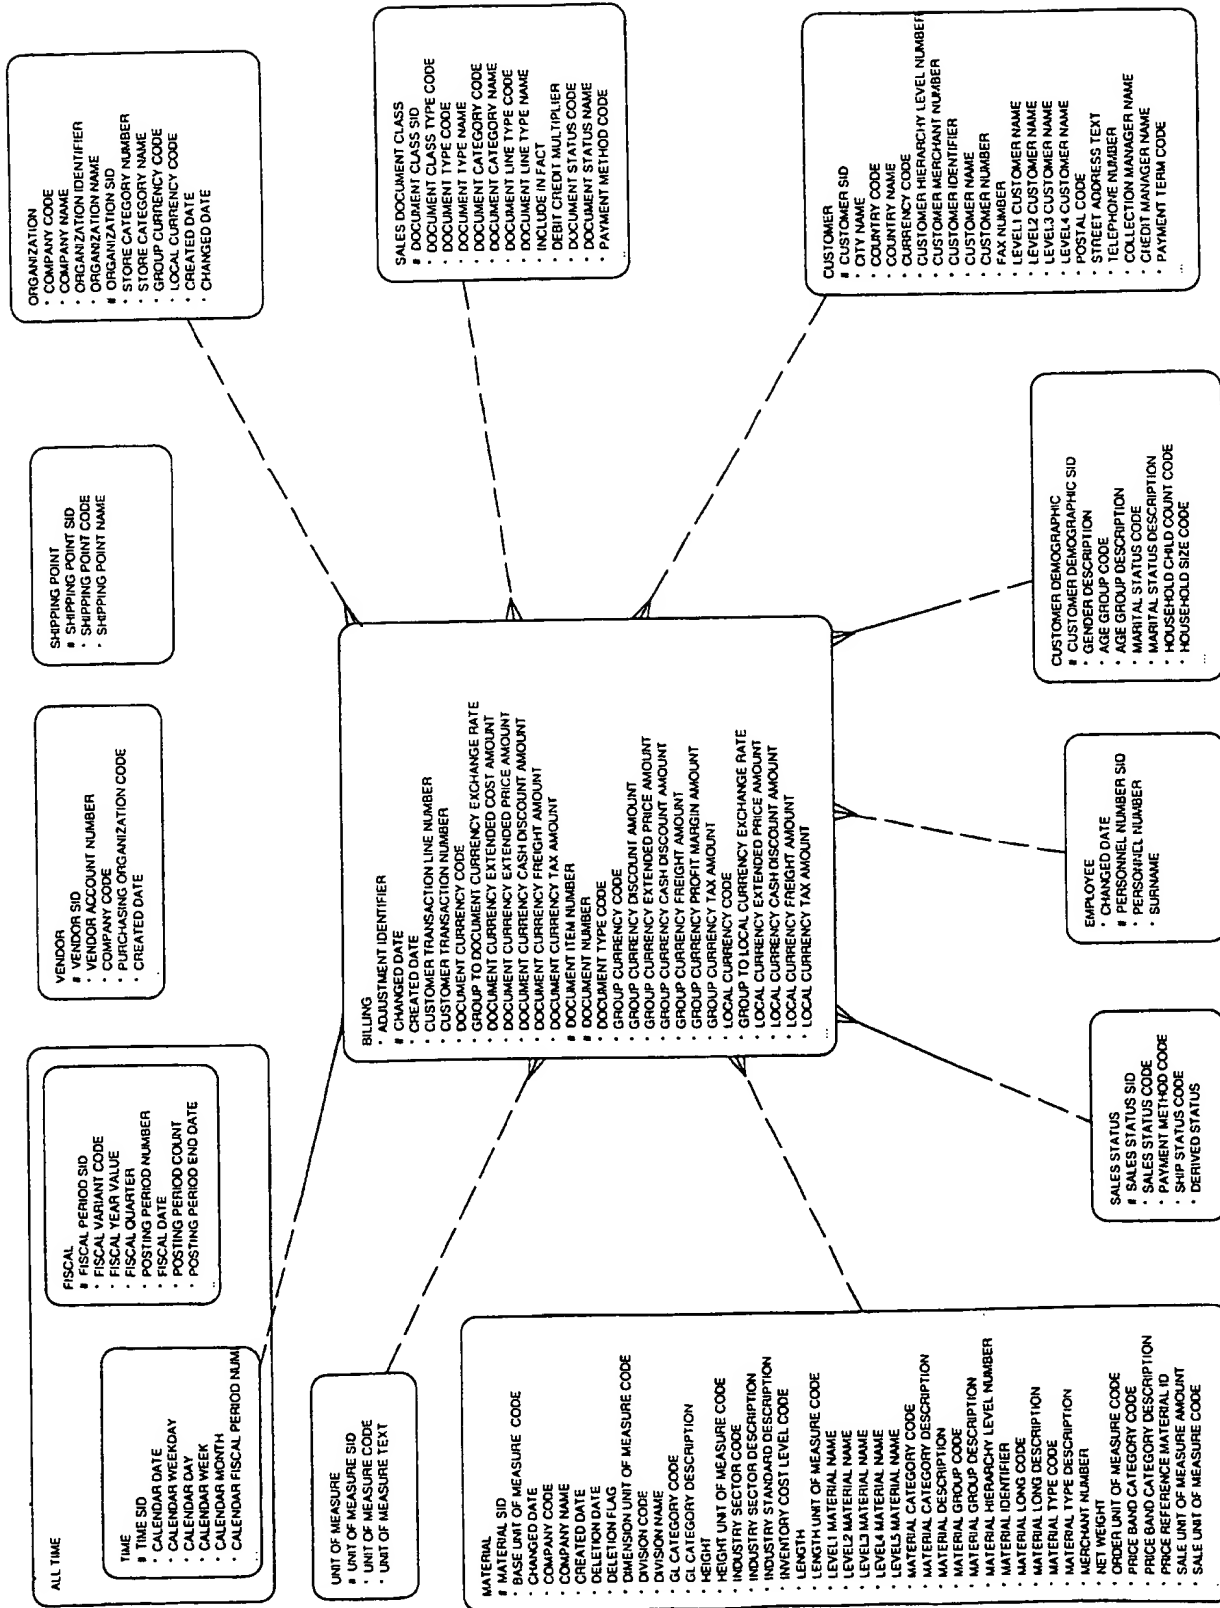 ALL TIME
TIME
# TIME SID
· CALENDAR DATE
· CALENDAR WEEKDAY
· CALENDAR DAY
· CALENDAR WEEK
· CALENDAR MONTH
· CALENDAR FISCAL PERIOD NUM
...
FISCAL
# FISCAL PERIOD SID
· FISCAL VARIANT CODE
· FISCAL YEAR VALUE
· FISCAL QUARTER
· POSTING PERIOD NUMBER
· FISCAL DATE
· POSTING PERIOD COUNT
· POSTING PERIOD END DATE
...
VENDOR
# VENDOR SID
· VENDOR ACCOUNT NUMBER
· COMPANY CODE
· PURCHASING ORGANIZATION CODE
· CREATED DATE
SHIPPING POINT
# SHIPPING POINT SID
· SHIPPING POINT CODE
· SHIPPING POINT NAME
ORGANIZATION
· COMPANY CODE
· COMPANY NAME
· ORGANIZATION IDENTIFIER
· ORGANIZATION NAME
# ORGANIZATION SID
· STORE CATEGORY NUMBER
· STORE CATEGORY NAME
· GROUP CURRENCY CODE
· LOCAL CURRENCY CODE
· CREATED DATE
· CHANGED DATE
UNIT OF MEASURE
# UNIT OF MEASURE SID
· UNIT OF MEASURE CODE
· UNIT OF MEASURE TEXT
BILLING
· ADJUSTMENT IDENTIFIER
# CHANGED DATE
· CREATED DATE
· CUSTOMER TRANSACTION LINE NUMBER
· CUSTOMER TRANSACTION NUMBER
· DOCUMENT CURRENCY CODE
· GROUP TO DOCUMENT CURRENCY EXCHANGE RATE
· DOCUMENT CURRENCY EXTENDED COST AMOUNT
· DOCUMENT CURRENCY EXTENDED PRICE AMOUNT
· DOCUMENT CURRENCY CASH DISCOUNT AMOUNT
· DOCUMENT CURRENCY FREIGHT AMOUNT
· DOCUMENT CURRENCY TAX AMOUNT
# DOCUMENT ITEM NUMBER
# DOCUMENT NUMBER
· DOCUMENT TYPE CODE
· GROUP CURRENCY CODE
· GROUP CURRENCY DISCOUNT AMOUNT
· GROUP CURRENCY EXTENDED PRICE AMOUNT
· GROUP CURRENCY CASH DISCOUNT AMOUNT
· GROUP CURRENCY FREIGHT AMOUNT
· GROUP CURRENCY PROFIT MARGIN AMOUNT
· GROUP CURRENCY TAX AMOUNT
· LOCAL CURRENCY CODE
· GROUP TO LOCAL CURRENCY EXCHANGE RATE
· LOCAL CURRENCY EXTENDED PRICE AMOUNT
· LOCAL CURRENCY CASH DISCOUNT AMOUNT
· LOCAL CURRENCY FREIGHT AMOUNT
· LOCAL CURRENCY TAX AMOUNT
...
SALES DOCUMENT CLASS
# DOCUMENT CLASS SID
· DOCUMENT CLASS TYPE CODE
· DOCUMENT TYPE CODE
· DOCUMENT TYPE NAME
· DOCUMENT CATEGORY CODE
· DOCUMENT CATEGORY NAME
· DOCUMENT LINE TYPE CODE
· DOCUMENT LINE TYPE NAME
· INCLUDE IN FACT
· DEBIT CREDIT MULTIPLIER
· DOCUMENT STATUS CODE
· DOCUMENT STATUS NAME
· PAYMENT METHOD CODE
...
MATERIAL
# MATERIAL SID
· BASE UNIT OF MEASURE CODE
· CHANGED DATE
· COMPANY CODE
· COMPANY NAME
· CREATED DATE
· DELETION DATE
· DELETION FLAG
· DIMENSION UNIT OF MEASURE CODE
· DIVISION CODE
· DIVISION NAME
· GL CATEGORY CODE
· GL CATEGORY DESCRIPTION
· HEIGHT
· HEIGHT UNIT OF MEASURE CODE
· INDUSTRY SECTOR CODE
· INDUSTRY SECTOR DESCRIPTION
· INDUSTRY STANDARD DESCRIPTION
· INVENTORY COST LEVEL CODE
· LENGTH
· LENGTH UNIT OF MEASURE CODE
· LEVEL1 MATERIAL NAME
· LEVEL2 MATERIAL NAME
· LEVEL3 MATERIAL NAME
· LEVEL4 MATERIAL NAME
· LEVEL5 MATERIAL NAME
· MATERIAL CATEGORY CODE
· MATERIAL CATEGORY DESCRIPTION
· MATERIAL DESCRIPTION
· MATERIAL GROUP CODE
· MATERIAL GROUP DESCRIPTION
· MATERIAL HIERARCHY LEVEL NUMBER
· MATERIAL IDENTIFIER
· MATERIAL LONG CODE
· MATERIAL LONG DESCRIPTION
· MATERIAL TYPE CODE
· MATERIAL TYPE DESCRIPTION
· MERCHANT NUMBER
· NET WEIGHT
· ORDER UNIT OF MEASURE CODE
· PRICE BAND CATEGORY CODE
· PRICE BAND CATEGORY DESCRIPTION
· PRICE REFERENCE MATERIAL ID
· SALE UNIT OF MEASURE AMOUNT
· SALE UNIT OF MEASURE CODE
...
SALES STATUS
# SALES STATUS SID
· SALES STATUS CODE
· PAYMENT METHOD CODE
· SHIP STATUS CODE
· DERIVED STATUS
EMPLOYEE
· CHANGED DATE
# PERSONNEL NUMBER SID
· PERSONNEL NUMBER
· SURNAME
CUSTOMER DEMOGRAPHIC
# CUSTOMER DEMOGRAPHIC SID
· GENDER DESCRIPTION
· AGE GROUP CODE
· AGE GROUP DESCRIPTION
· MARITAL STATUS CODE
· MARITAL STATUS DESCRIPTION
· HOUSEHOLD CHILD COUNT CODE
· HOUSEHOLD SIZE CODE
...
CUSTOMER
# CUSTOMER SID
· CITY NAME
· COUNTRY CODE
· COUNTRY NAME
· CURRENCY CODE
· CUSTOMER HIERARCHY LEVEL NUMBER
· CUSTOMER MERCHANT NUMBER
· CUSTOMER IDENTIFIER
· CUSTOMER NAME
· CUSTOMER NUMBER
· FAX NUMBER
· LEVEL1 CUSTOMER NAME
· LEVEL2 CUSTOMER NAME
· LEVEL3 CUSTOMER NAME
· LEVEL4 CUSTOMER NAME
· POSTAL CODE
· STREET ADDRESS TEXT
· TELEPHONE NUMBER
· COLLECTION MANAGER NAME
· CREDIT MANAGER NAME
· PAYMENT TERM CODE
...